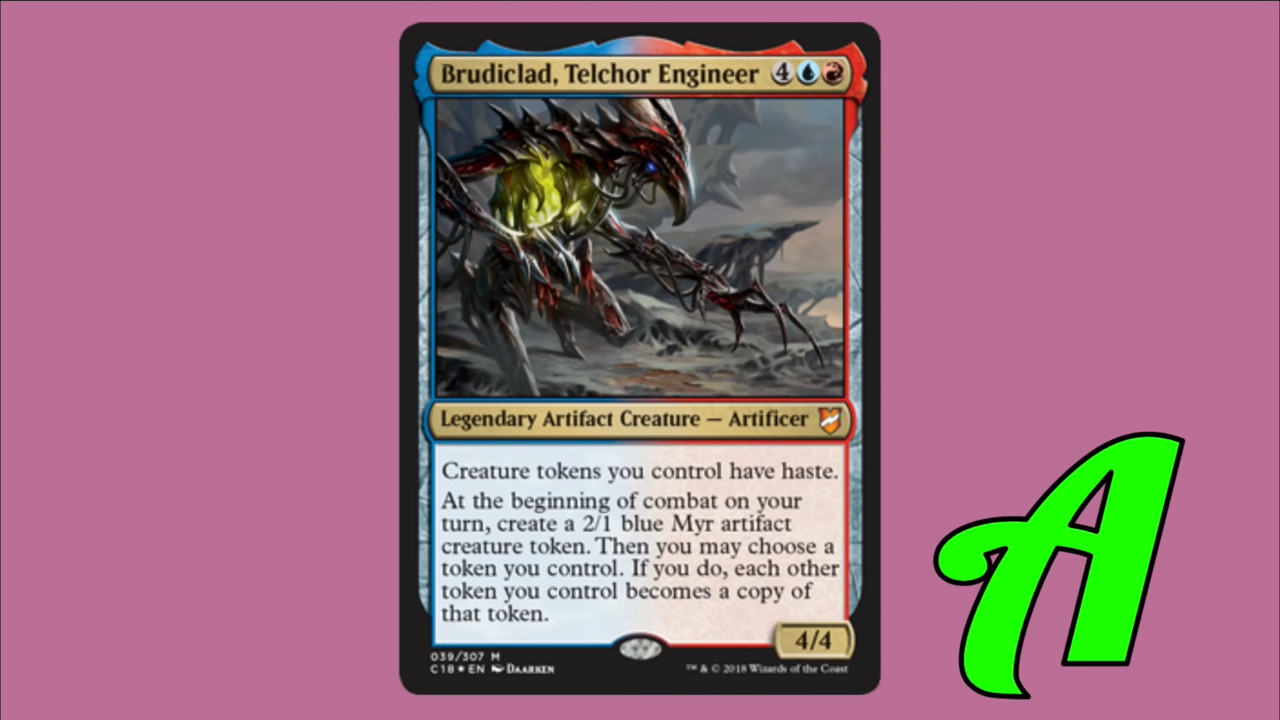 Brudiclad, Telchor Engineer 4
Legendary Artifact Creature — Artificer
Creature tokens you control have haste.
At the beginning of combat on your
turn, create a 2/1 blue Myr artifact
creature token. Then you may choose a
token you control. If you do, each other
token you control becomes a copy of
that token.
4/4
039/307 M
C18★EN Daarken
™ & © 2018 Wizards of the Coast
A